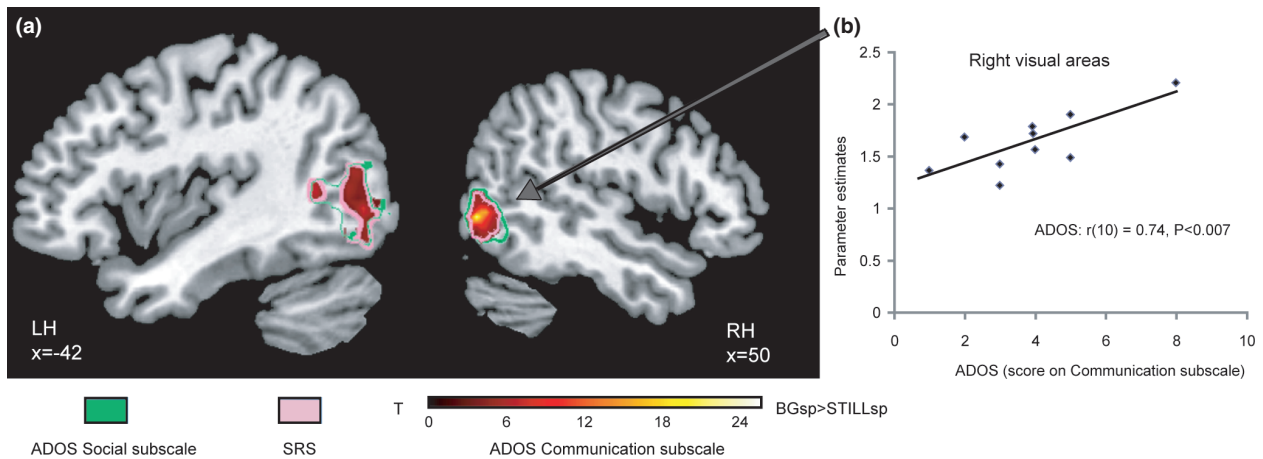 (a)
LH
x=-42
RH
x=50
ADOS Social subscale
SRS
T
0 6 12 18 24
BGsp>STILLsp
ADOS Communication subscale
(b)
Right visual areas
Parameter estimates
2.5
2
1.5
1
0.5
0
ADOS: r(10) = 0.74, P<0.007
0 2 4 6 8 10
ADOS (score on Communication subscale)